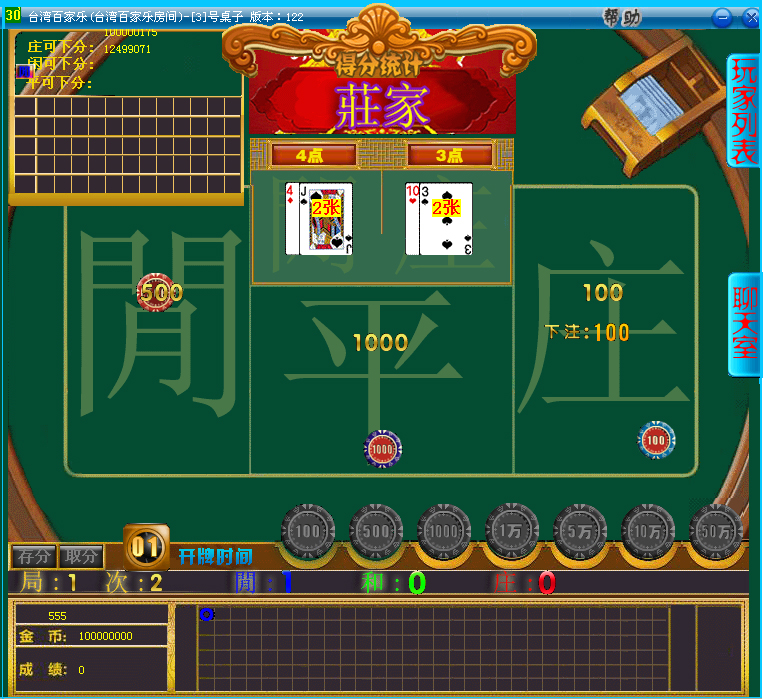 30 台湾百家乐(台湾百家乐房间)-[3]号桌子 版本：122
帮助
100000175
庄可下分： 12499071
闲可下分：
平可下分：
得分统计
莊家
4点
3点
4
J
2张
J
10
3
2张
3
玩家列表
聊天室
閒
平
庄
500
1000
100
下注:100
1000
100
存分
取分
01
开牌时间
100
500
1000
1万
5万
10万
50万
局：1 次：2 閒：1 和：0 庄：0
555
金 币: 100000000
成 绩: 0